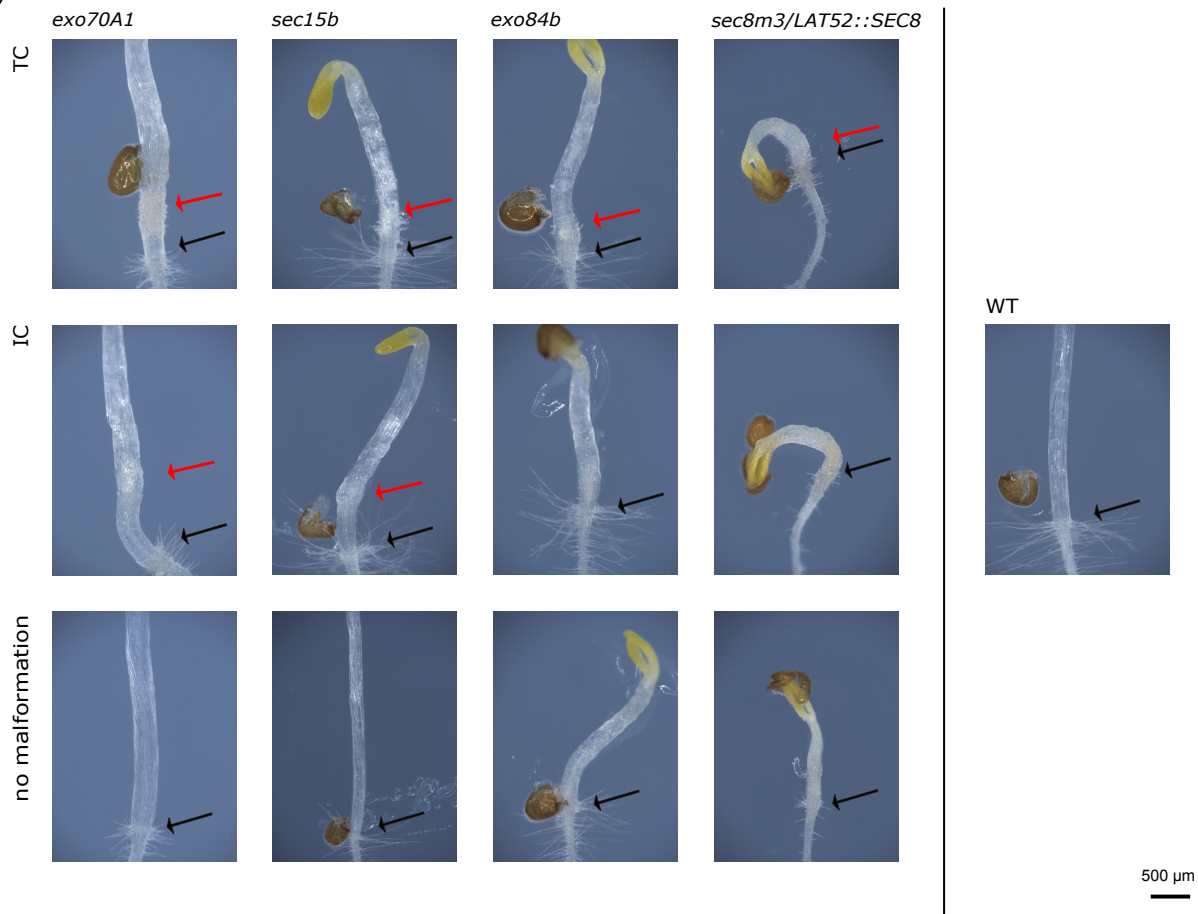 exo70A1
sec15b
exo84b
sec8m3/LAT52::SEC8
TC
IC
WT
no malformation
500 µm